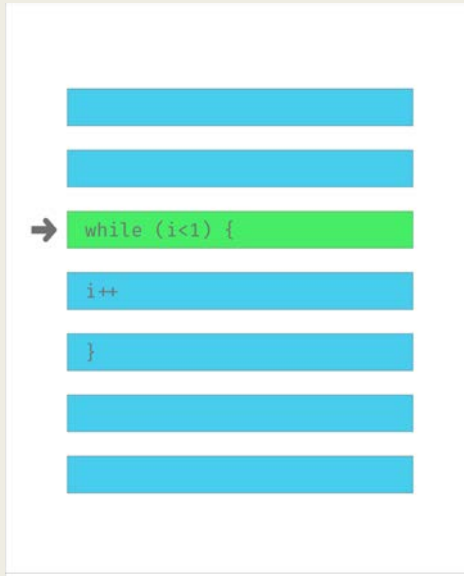 while (i<1) {
i++
}